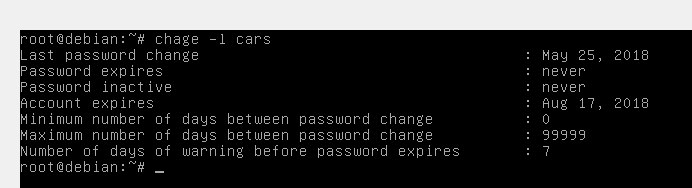 root@debian:~# chage -l cars
Last password change : May 25, 2018
Password expires : never
Password inactive : never
Account expires : Aug 17, 2018
Minimum number of days between password change : 0
Maximum number of days between password change : 99999
Number of days of warning before password expires : 7
root@debian:~# _